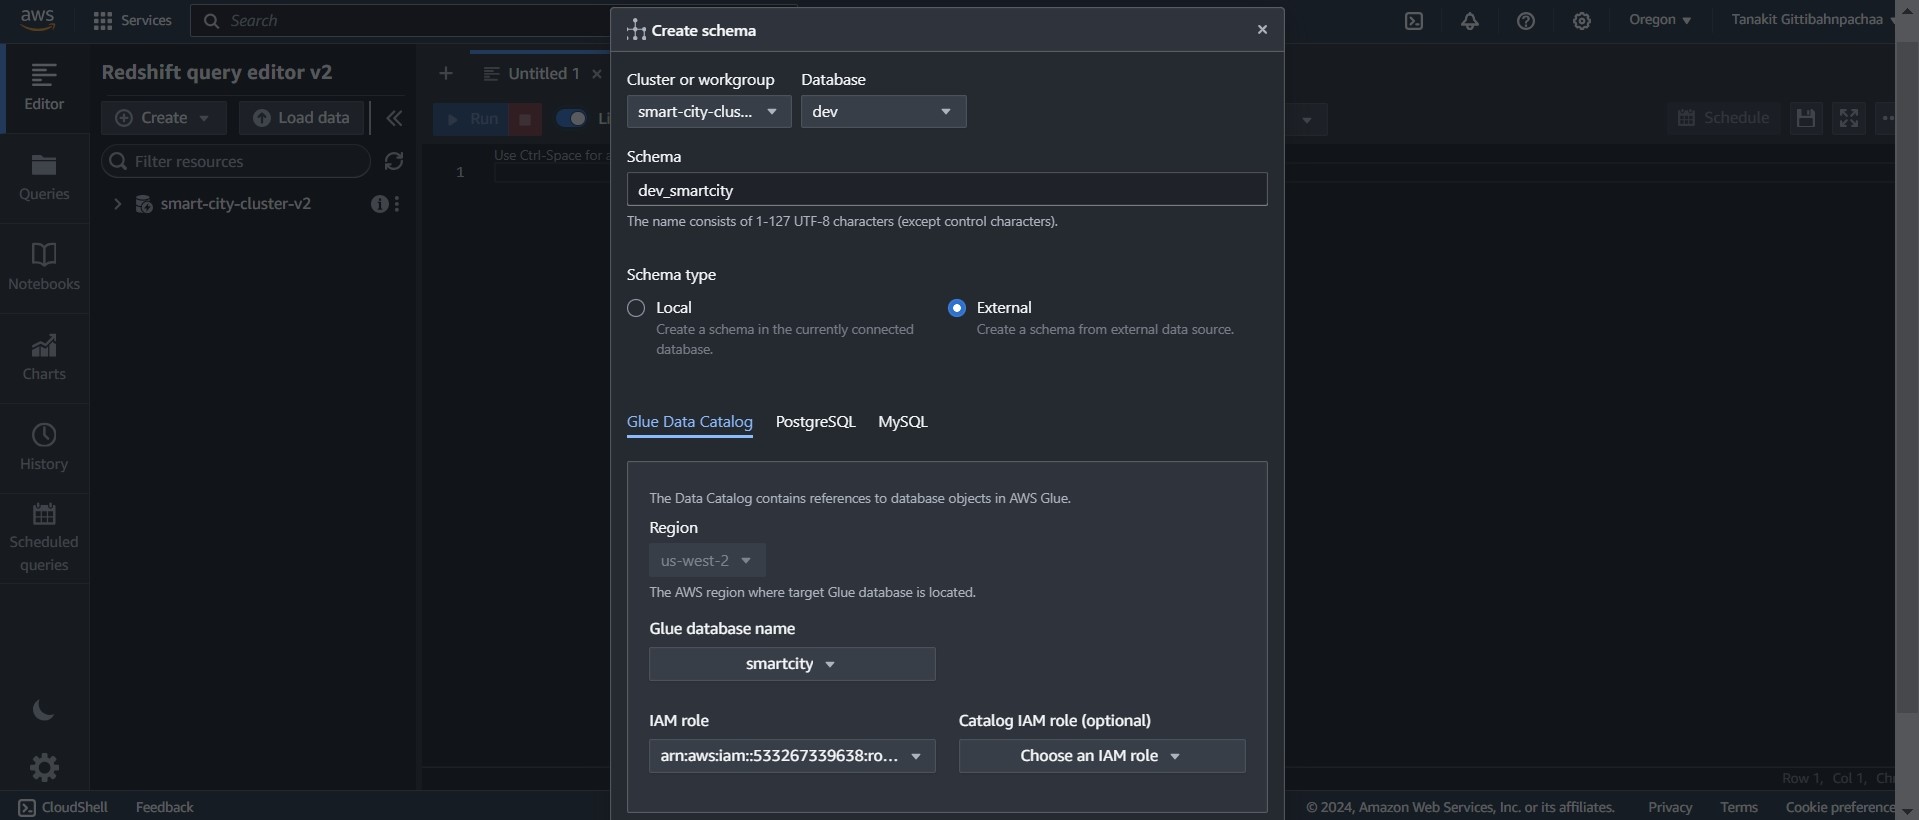 aws
Services
Search
Oregon
Tanakit Gittibahnpachaa
Create schema
Editor
Queries
Notebooks
Charts
History
Scheduled
queries
Redshift query editor v2
Create
Load data
Filter resources
smart-city-cluster-v2
Untitled 1
Run
Li
Schedule
1
Use Ctrl-Space for a
Cluster or workgroup
Database
smart-city-clus...
dev
Schema
dev_smartcity
The name consists of 1-127 UTF-8 characters (except control characters).
Schema type
Local
Create a schema in the currently connected
database.
External
Create a schema from external data source.
Glue Data Catalog
PostgreSQL
MySQL
The Data Catalog contains references to database objects in AWS Glue.
Region
us-west-2
The AWS region where target Glue database is located.
Glue database name
smartcity
IAM role
Catalog IAM role (optional)
arn:aws:iam::533267339638:ro...
Choose an IAM role
Row 1, Col 1, Ch
CloudShell
Feedback
© 2024, Amazon Web Services, Inc. or its affiliates.
Privacy
Terms
Cookie preference